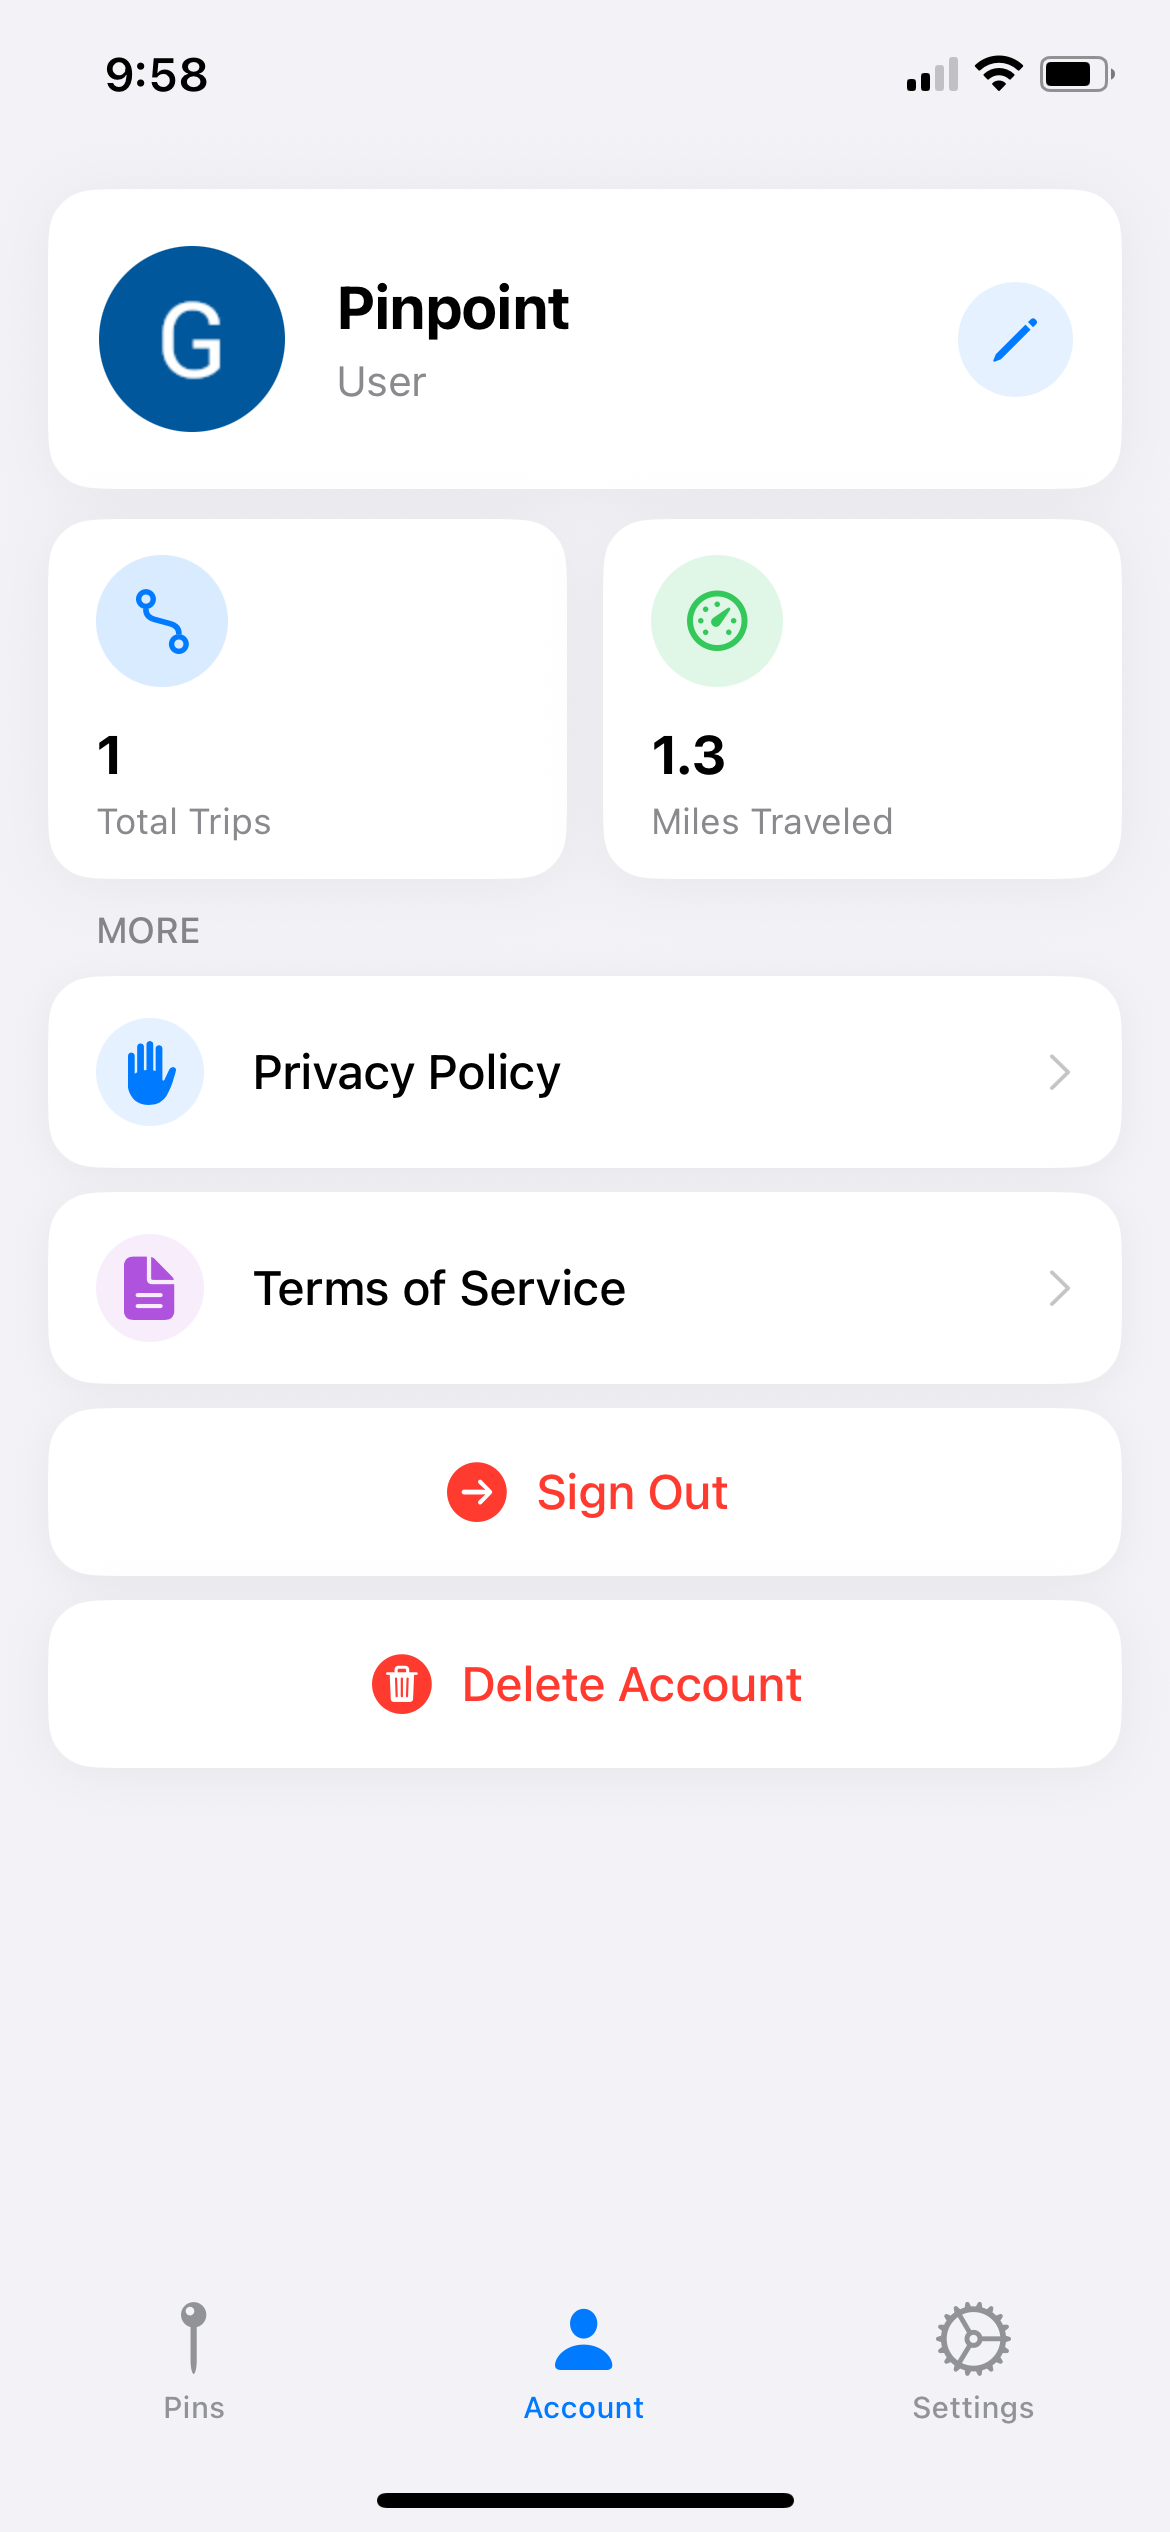 9:58
G
Pinpoint
User
1
Total Trips
1.3
Miles Traveled
MORE
Privacy Policy
Terms of Service
Sign Out
Delete Account
Pins
Account
Settings